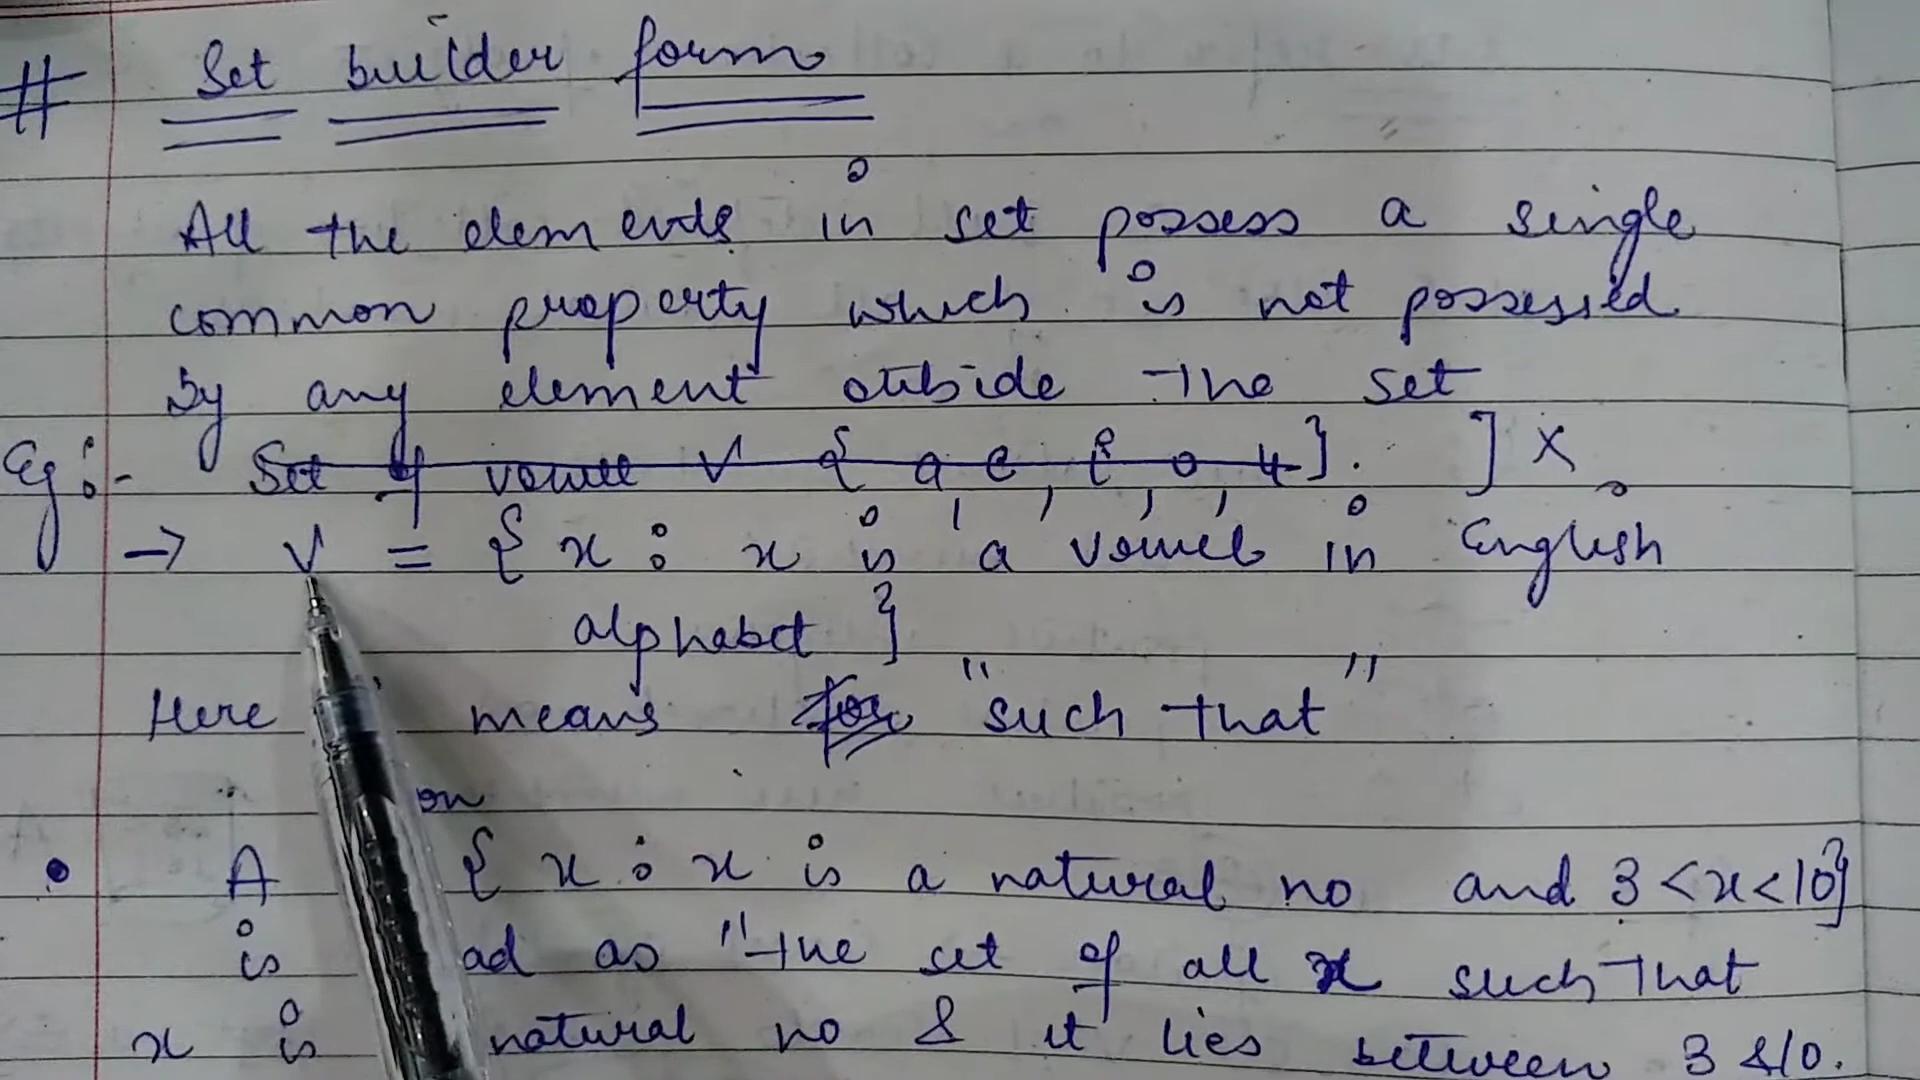 # Set builder form
All the elements in set possess a single
common property which is not possessed
by any element outside the set
Eg:- Set of vowel V {a, e, i, o, u}. ] X
→ V = {x : x is a vowel in English
alphabet }
Here means for "such that"
on
• A { x : x is a natural no and 3 < x < 10}
is ad as "the set of all x such that
x is natural no & it lies between 3 & 10.